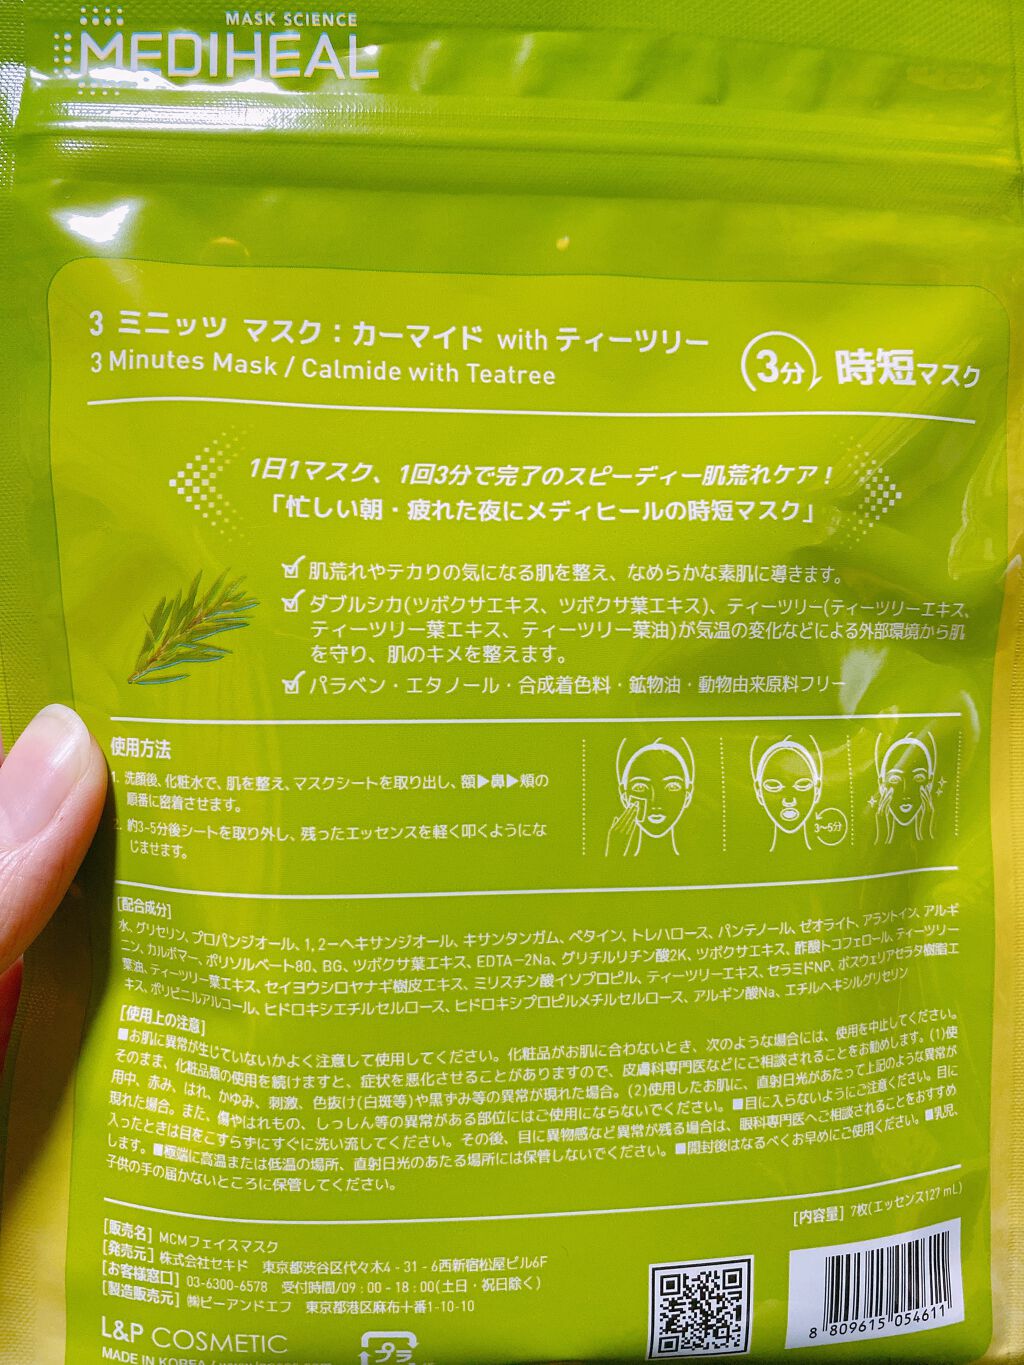 MASK SCIENCE
MEDIHEAL
3 ミニッツ マスク：カーマイド with ティーツリー
3 Minutes Mask / Calmide with Teatree
3分 時短マスク
1日1マスク、1回3分で完了のスピーディー肌荒れケア！
「忙しい朝・疲れた夜にメディヒールの時短マスク」
肌荒れやテカりの気になる肌を整え、なめらかな素肌に導きます。
ダブルシカ(ツボクサエキス、ツボクサ葉エキス)、ティーツリー(ティーツリーエキス、
ティーツリー葉エキス、ティーツリー葉油)が気温の変化などによる外部環境から肌
を守り、肌のキメを整えます。
パラベン・エタノール・合成着色料・鉱物油・動物由来原料フリー
使用方法
1. 洗顔後、化粧水で、肌を整え、マスクシートを取り出し、額▶鼻▶頬の
順番に密着させます。
2. 約3-5分後シートを取り外し、残ったエッセンスを軽く叩くようにな
じませます。
3～5分
[配合成分]
水、グリセリン、プロパンジオール、1,2－ヘキサンジオール、キサンタンガム、ベタイン、トレハロース、パンテノール、ゼオライト、アラントイン、アルギ
ニン、カルボマー、ポリソルベート80、BG、ツボクサ葉エキス、EDTA－2Na、グリチルリチン酸2K、ツボクサエキス、酢酸トコフェロール、ティーツリー
葉油、ティーツリー葉エキス、セイヨウシロヤナギ樹皮エキス、ミリスチン酸イソプロピル、ティーツリーエキス、セラミドNP、ボスウェリアセラタ樹脂エ
キス、ポリビニルアルコール、ヒドロキシエチルセルロース、ヒドロキシプロピルメチルセルロース、アルギン酸Na、エチルヘキシルグリセリン
[使用上の注意]
■お肌に異常が生じていないかよく注意して使用してください。化粧品がお肌に合わないとき、次のような場合には、使用を中止してください。
そのまま、化粧品類の使用を続けますと、症状を悪化させることがありますので、皮膚科専門医などにご相談されることをお勧めします。(1)使
用中、赤み、はれ、かゆみ、刺激、色抜け(白斑等)や黒ずみ等の異常が現れた場合。(2)使用したお肌に、直射日光があたって上記のような異常が
現れた場合。また、傷やはれもの、しっしん等の異常がある部位にはご使用にならないでください。■目に入らないようにご注意ください。目に
入ったときは目をこすらずにすぐに洗い流してください。その後、目に異物感など異常が残る場合は、眼科専門医へご相談されることをおすすめ
します。■極端に高温または低温の場所、直射日光のあたる場所には保管しないでください。■開封後はなるべくお早めにご使用ください。■乳児、
子供の手の届かないところに保管してください。
[内容量] 7枚(エッセンス127 mL)
[販売名] MCMフェイスマスク
[発売元] 株式会社セキド 東京都渋谷区代々木4-31-6西新宿松屋ビル6F
[お客様窓口] 03-6300-6578 受付時間/09：00-18：00(土日・祝日除く)
[製造販売元] ㈱ピーアンドエフ 東京都港区麻布十番1-10-10
L&P COSMETIC
MADE IN KOREA
プラ
8 809615 054611